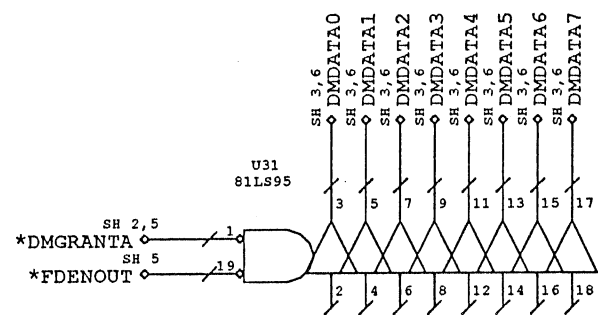 DMDATA0
DMDATA1
DMDATA2
DMDATA3
DMDATA4
DMDATA5
DMDATA6
DMDATA7
SH 3,6
SH 3,6
SH 3,6
SH 3,6
SH 3,6
SH 3,6
SH 3,6
SH 3,6
U31
81LS95
3 5 7 9 11 13 15 17
SH 2,5
*DMGRANTA 1
SH 5
*FDENOUT 19
2 4 6 8 12 14 16 18